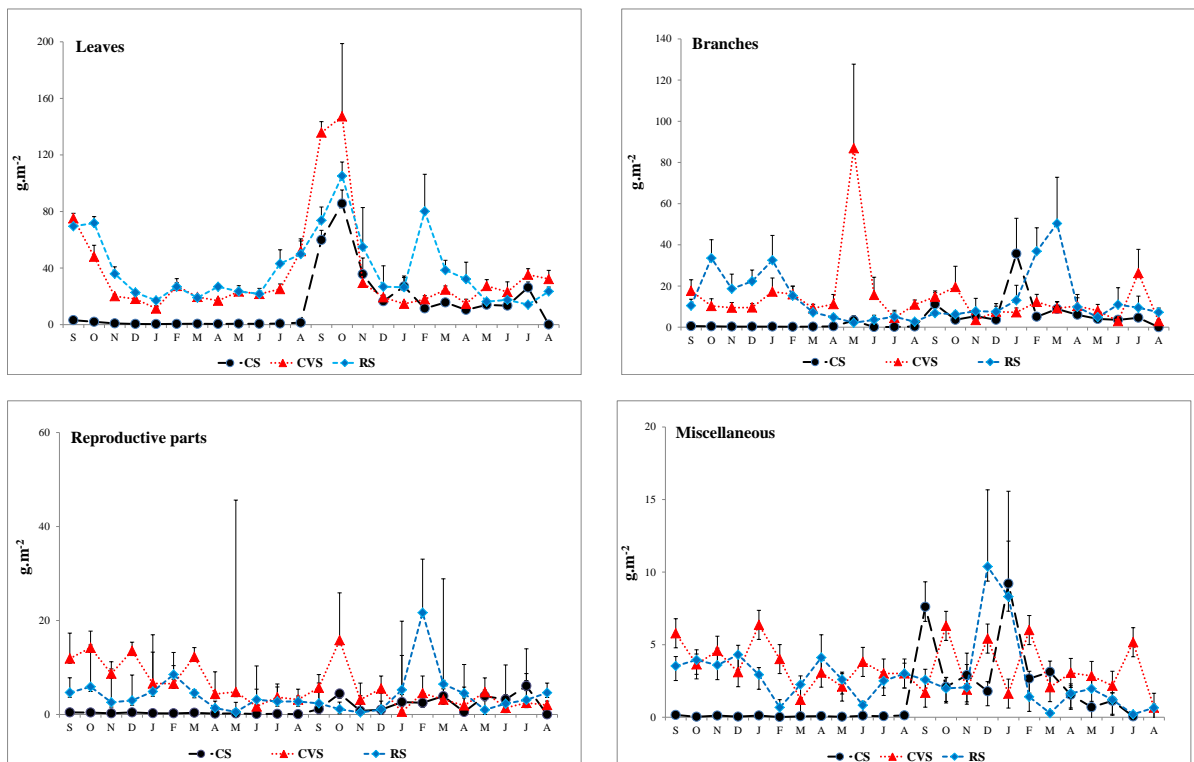 Leaves
g.m-2
200
160
120
80
40
0
S O N D J F M A M J J A S O N D J F M A M J J A
CS CVS RS
Branches
g.m-2
140
120
100
80
60
40
20
0
S O N D J F M A M J J A S O N D J F M A M J J A
CS CVS RS
Reproductive parts
g.m-2
60
40
20
0
S O N D J F M A M J J A S O N D J F M A M J J A
CS CVS RS
Miscellaneous
g.m-2
20
15
10
5
0
S O N D J F M A M J J A S O N D J F M A M J J A
CS CVS RS